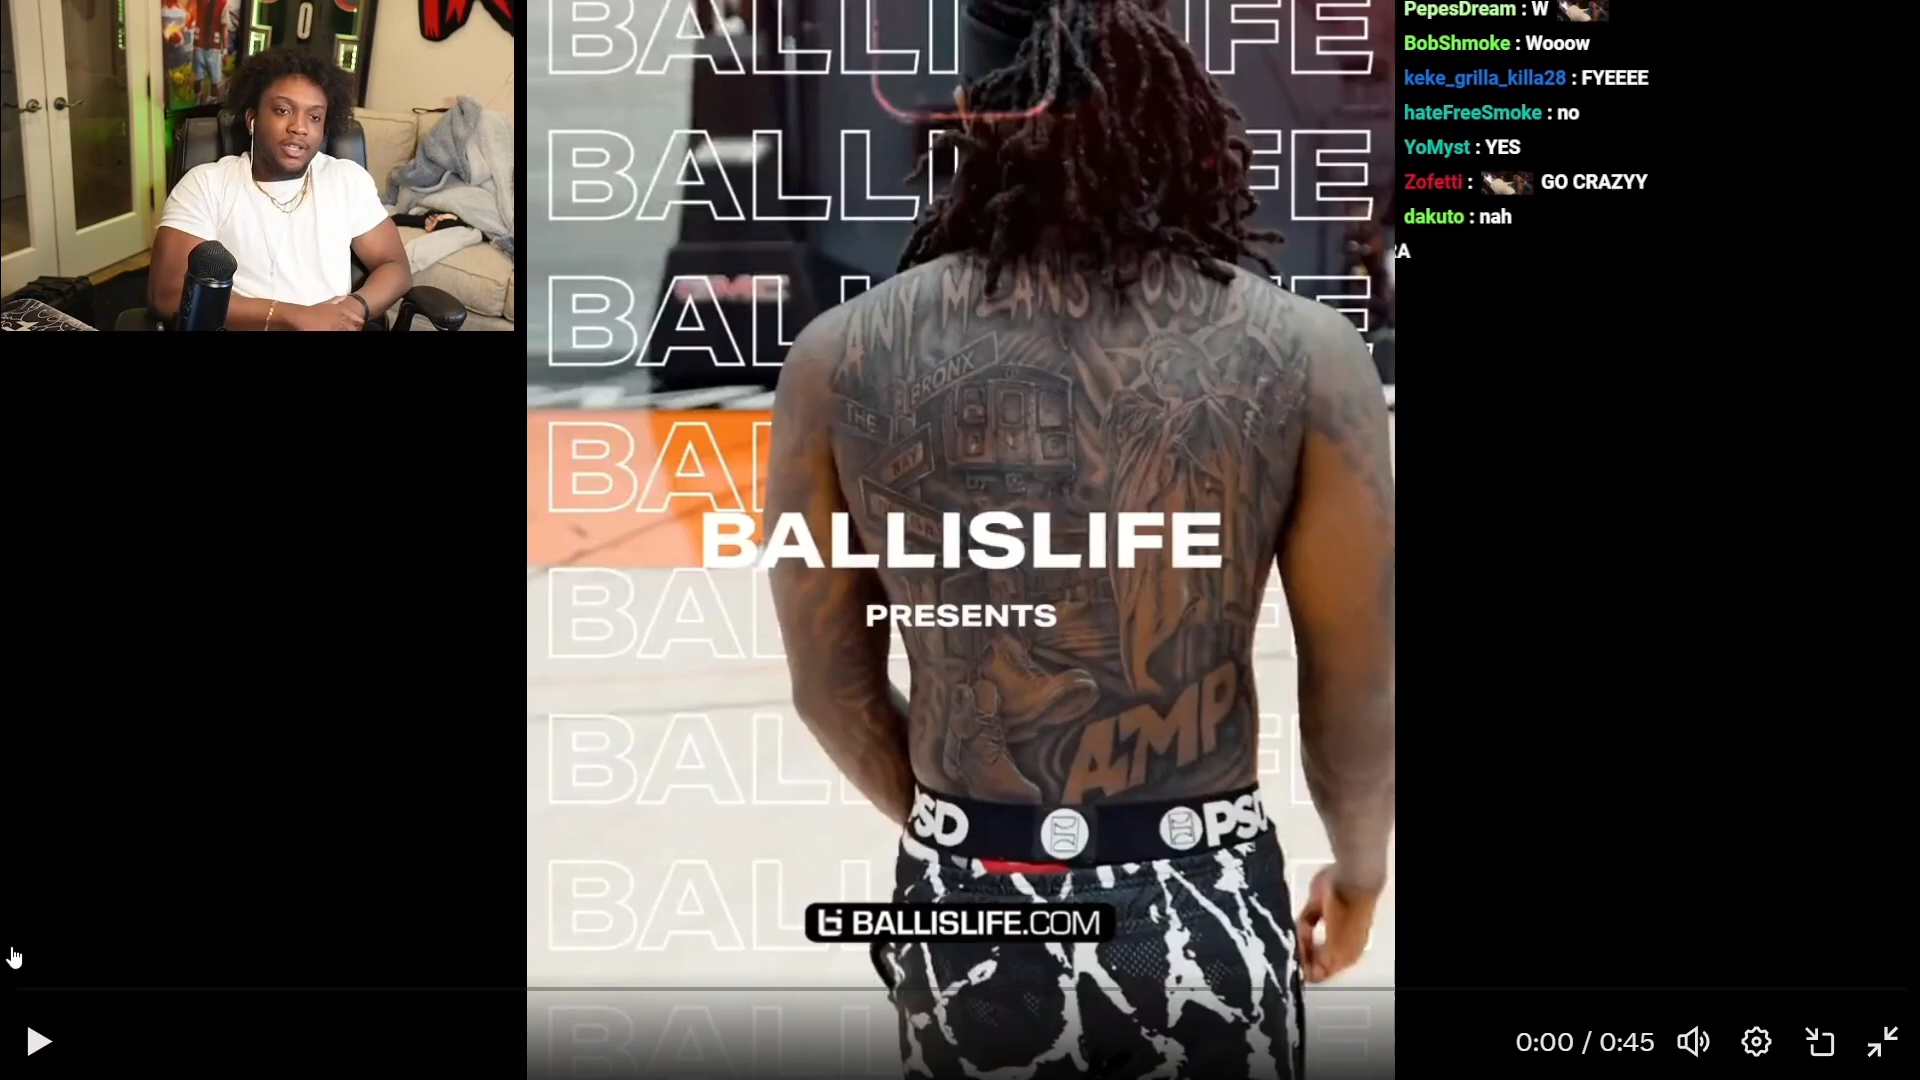 PepesDream : W
BobShmoke : Wooow
keke_grilla_killa28 : FYEEEE
hateFreeSmoke : no
YoMyst : YES
Zofetti : GO CRAZYY
dakuto : nah
BALLISLIFE
PRESENTS
ANY MEANS POSSIBLE
BRONX
THE
WAY
AMP
PSD
PSD
BALLISLIFE.COM
0:00 / 0:45